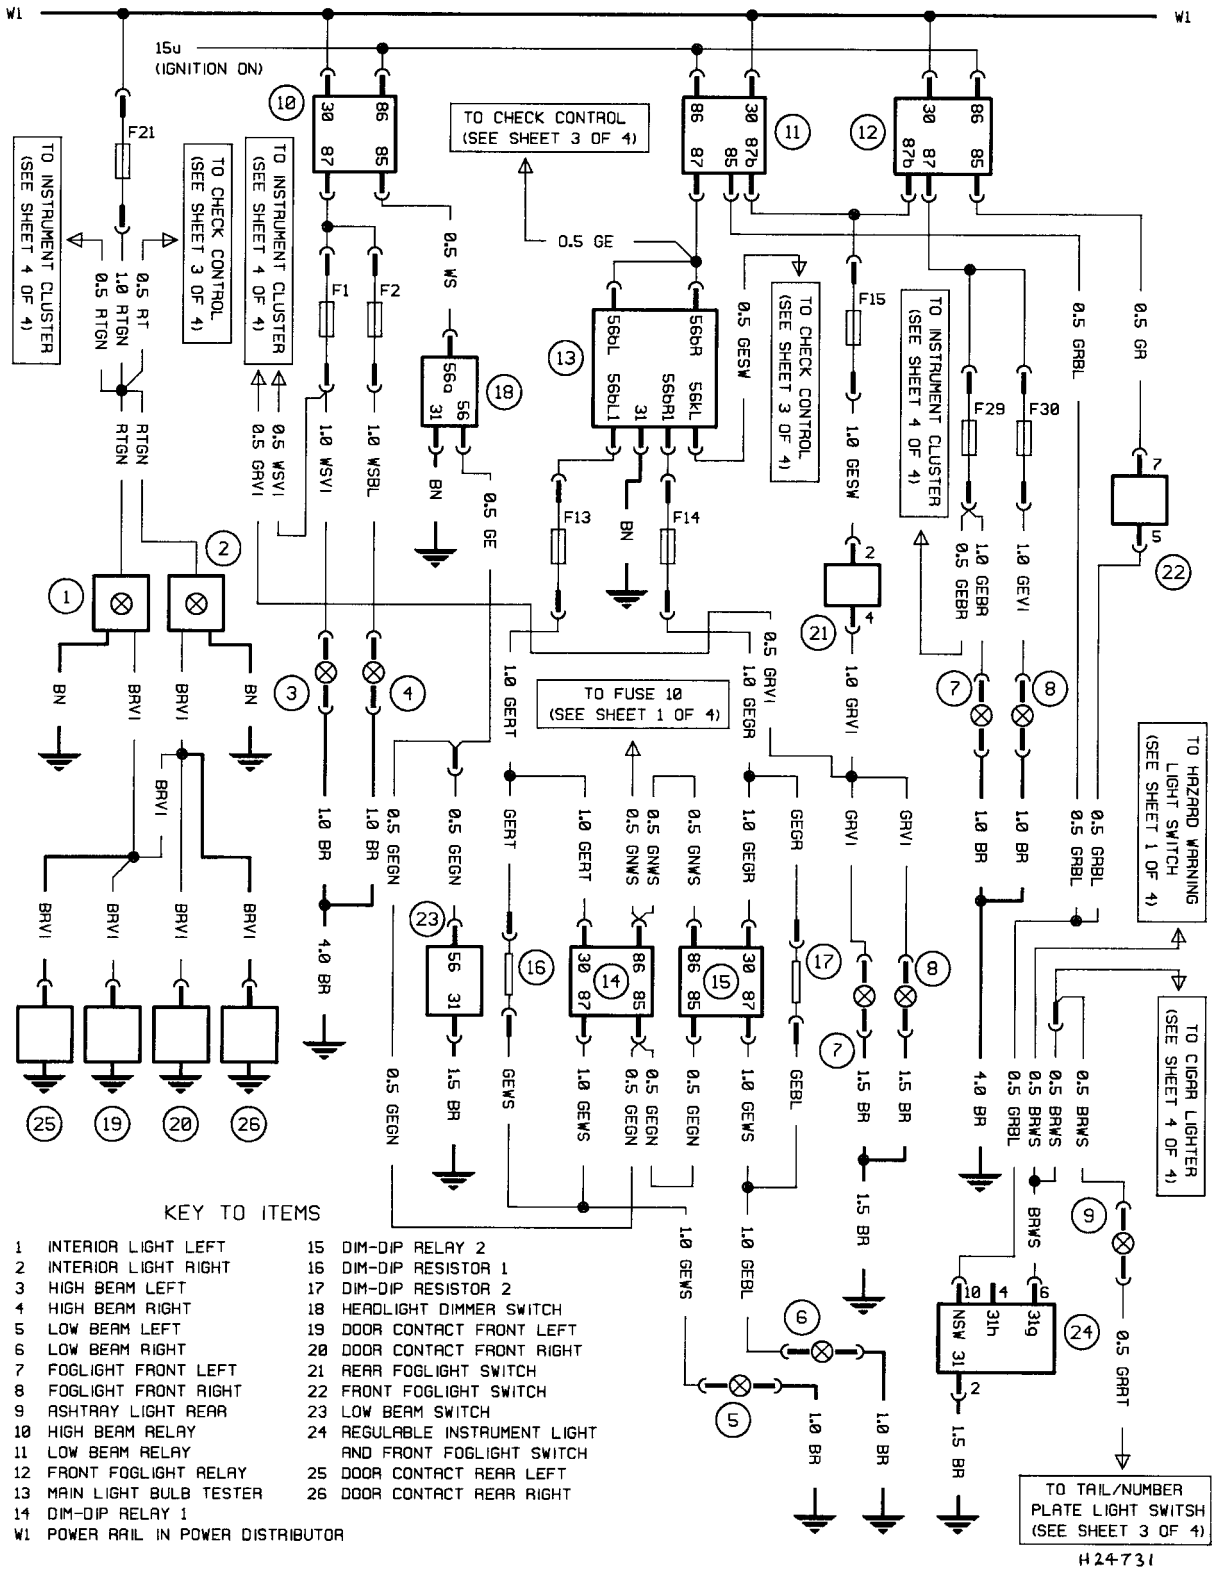 W1
W1
15u
(IGNITION ON)
10
30
86
87
85
TO CHECK CONTROL
(SEE SHEET 3 OF 4)
86
30
87
85
87b
11
12
30
86
87b
87
85
F21
TO INSTRUMENT CLUSTER
(SEE SHEET 4 OF 4)
TO CHECK CONTROL
(SEE SHEET 3 OF 4)
TO INSTRUMENT CLUSTER
(SEE SHEET 4 OF 4)
0.5 RTGN
1.0 RTGN
0.5 RT
F1
F2
0.5 WS
0.5 GE
0.5 GESW
TO CHECK CONTROL
(SEE SHEET 3 OF 4)
F15
TO INSTRUMENT CLUSTER
(SEE SHEET 4 OF 4)
0.5 GRBL
0.5 GR
13
56bL
56bR
56bL1
31
56bR1
56kL
56a
31
56
18
RTGN
RTGN
0.5 GRVI
0.5 WSVI
1.0 WSVI
1.0 WSBL
BN
0.5 GE
F13
BN
F14
1.0 GESW
F29
F30
7
5
22
0.5 GEBR
1.0 GEBR
1.0 GEVI
1
2
2
4
21
BN
BRVI
BRVI
BN
3
4
1.0 GERT
0.5 GRVI
1.0 GEGR
1.0 GRVI
7
8
TO FUSE 10
(SEE SHEET 1 OF 4)
TO HAZARD WARNING
LIGHT SWITCH
(SEE SHEET 1 OF 4)
BRVI
1.0 BR
1.0 BR
0.5 GEGN
0.5 GEGN
GERT
1.0 GERT
0.5 GNWS
0.5 GNWS
0.5 GNWS
1.0 GEGR
GEGR
GRVI
GRVI
1.0 BR
1.0 BR
0.5 GRBL
0.5 GRBL
BRVI
BRVI
BRVI
BRVI
4.0 BR
23
56
31
16
30
86
87
85
14
86
30
85
87
15
17
8
7
TO CIGAR LIGHTER
(SEE SHEET 4 OF 4)
25
19
20
26
0.5 GEGN
1.5 BR
GEWS
1.0 GEWS
0.5 GEGN
0.5 GEGN
0.5 GEGN
1.0 GEWS
GEBL
1.5 BR
1.5 BR
4.0 BR
0.5 GRBL
0.5 BRWS
0.5 BRWS
0.5 BRWS
1.5 BR
BRWS
9
1.0 GEWS
1.0 GEBL
6
5
1.0 BR
1.0 BR
10
4
6
NSW
31
31h
31g
24
2
1.5 BR
0.5 GRRT
TO TAIL/NUMBER
PLATE LIGHT SWITSH
(SEE SHEET 3 OF 4)
H24731
KEY TO ITEMS
1 INTERIOR LIGHT LEFT
2 INTERIOR LIGHT RIGHT
3 HIGH BEAM LEFT
4 HIGH BEAM RIGHT
5 LOW BEAM LEFT
6 LOW BEAM RIGHT
7 FOGLIGHT FRONT LEFT
8 FOGLIGHT FRONT RIGHT
9 ASHTRAY LIGHT REAR
10 HIGH BEAM RELAY
11 LOW BEAM RELAY
12 FRONT FOGLIGHT RELAY
13 MAIN LIGHT BULB TESTER
14 DIM-DIP RELAY 1
W1 POWER RAIL IN POWER DISTRIBUTOR
15 DIM-DIP RELAY 2
16 DIM-DIP RESISTOR 1
17 DIM-DIP RESISTOR 2
18 HEADLIGHT DIMMER SWITCH
19 DOOR CONTACT FRONT LEFT
20 DOOR CONTACT FRONT RIGHT
21 REAR FOGLIGHT SWITCH
22 FRONT FOGLIGHT SWITCH
23 LOW BEAM SWITCH
24 REGULABLE INSTRUMENT LIGHT
AND FRONT FOGLIGHT SWITCH
25 DOOR CONTACT REAR LEFT
26 DOOR CONTACT REAR RIGHT